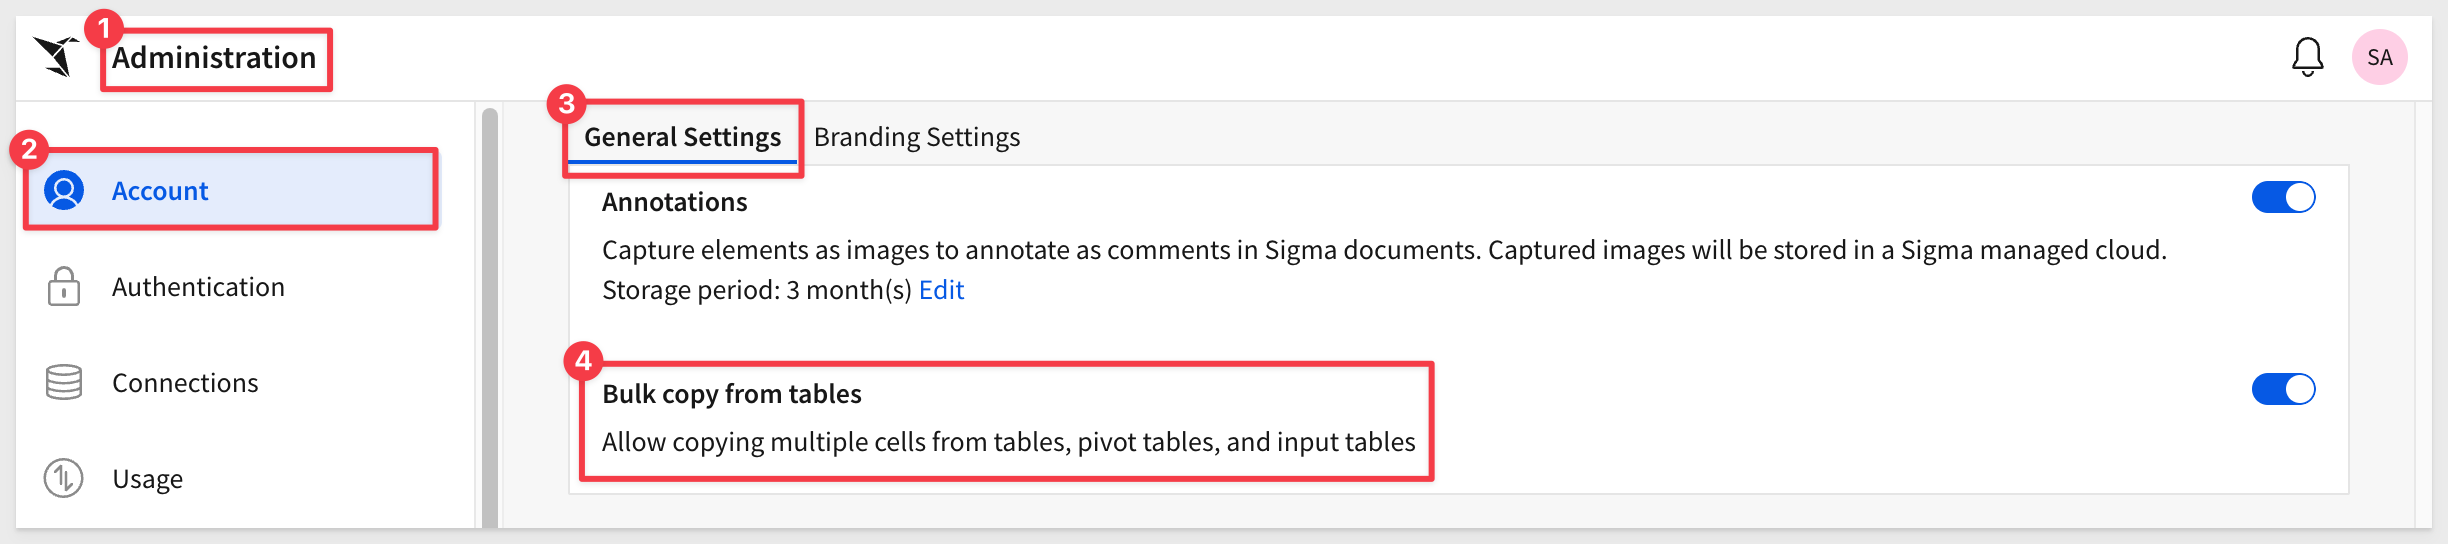 1
Administration
SA
2
Account
Authentication
Connections
Usage
3
General Settings
Branding Settings
Annotations
Capture elements as images to annotate as comments in Sigma documents. Captured images will be stored in a Sigma managed cloud.
Storage period: 3 month(s) Edit
4
Bulk copy from tables
Allow copying multiple cells from tables, pivot tables, and input tables